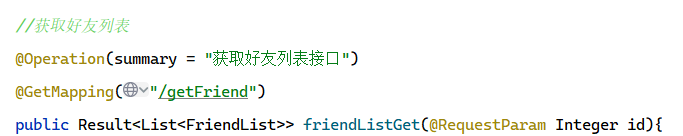 //获取好友列表
@Operation(summary = "获取好友列表接口")
@GetMapping("/getFriend")
public Result<List<FriendList>> friendListGet(@RequestParam Integer id){